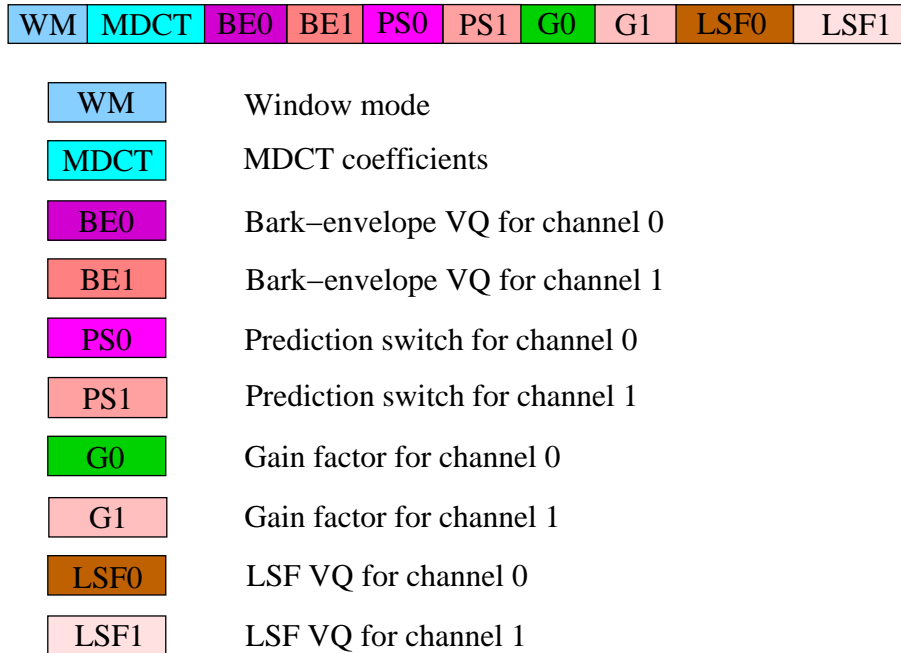 WM MDCT BE0 BE1 PS0 PS1 G0 G1 LSF0 LSF1
WM Window mode
MDCT MDCT coefficients
BE0 Bark−envelope VQ for channel 0
BE1 Bark−envelope VQ for channel 1
PS0 Prediction switch for channel 0
PS1 Prediction switch for channel 1
G0 Gain factor for channel 0
G1 Gain factor for channel 1
LSF0 LSF VQ for channel 0
LSF1 LSF VQ for channel 1